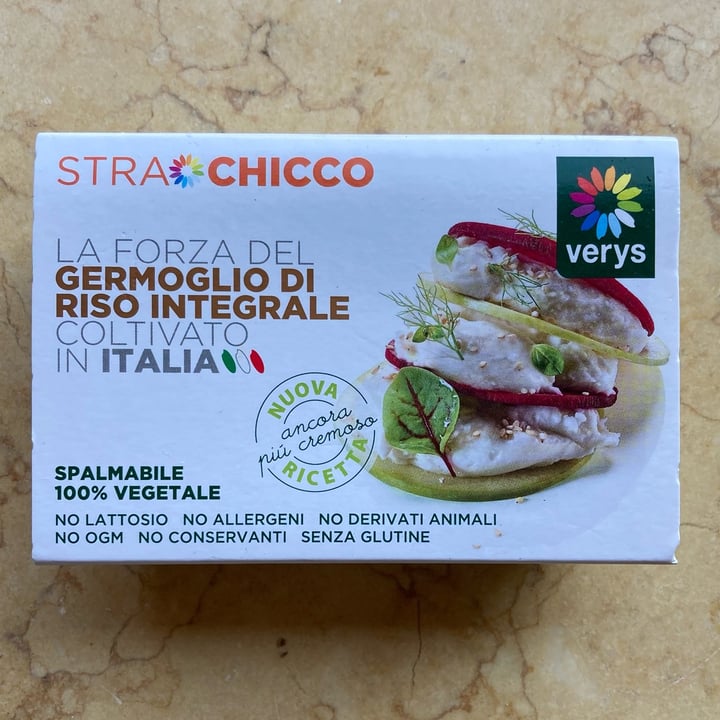 STRA CHICCO
verys
LA FORZA DEL
GERMOGLIO DI
RISO INTEGRALE
COLTIVATO
IN ITALIA
NUOVA
ancora
più cremoso
RICETTA
SPALMABILE
100% VEGETALE
NO LATTOSIO NO ALLERGENI NO DERIVATI ANIMALI
NO OGM NO CONSERVANTI SENZA GLUTINE